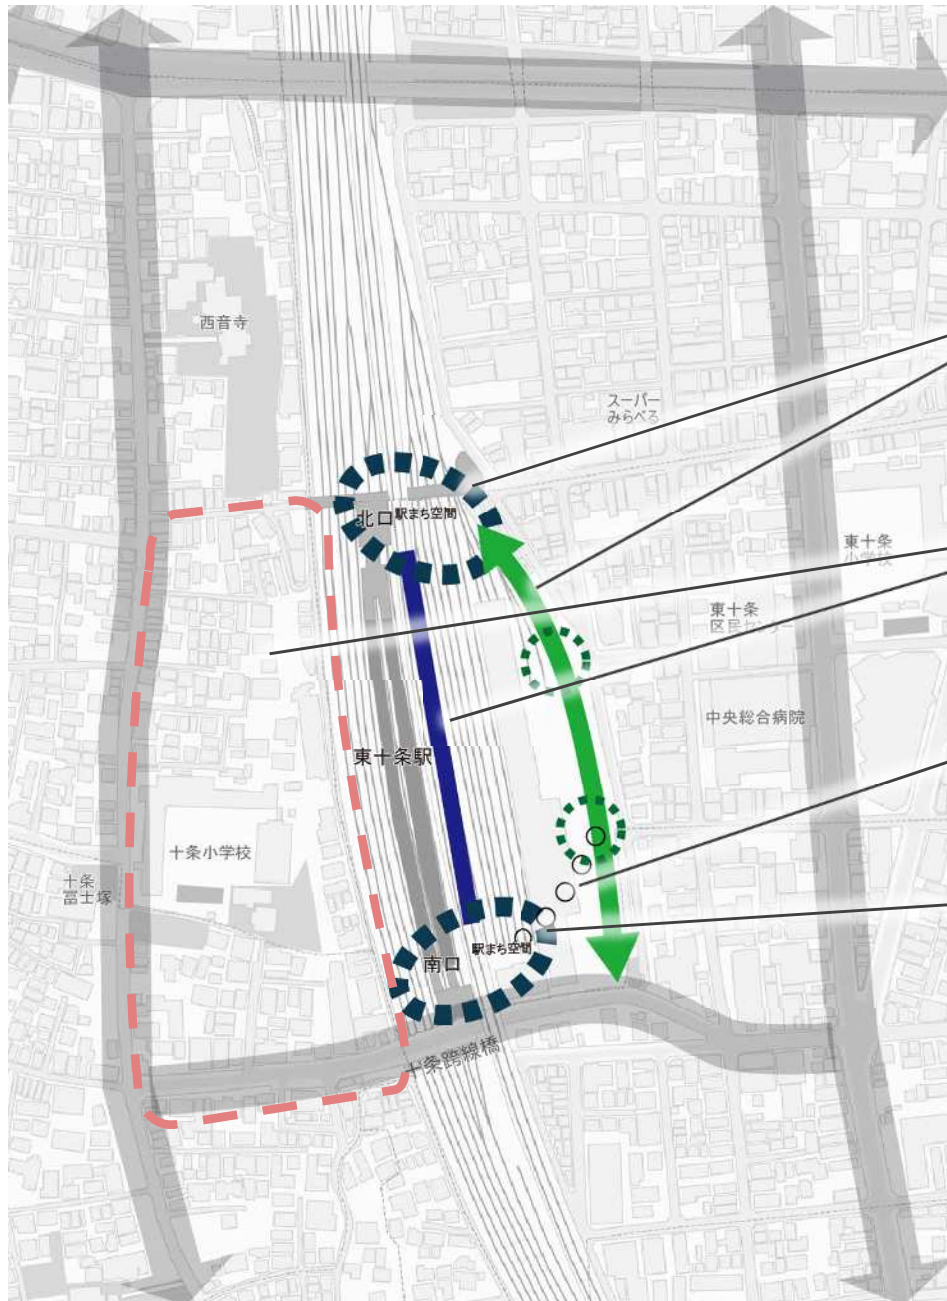 西音寺
スーパー
みらべる
北口
駅まち空間
東十条
小学校
東十条
区民センター
中央総合病院
東十条駅
十条小学校
十条
冨士塚
駅まち空間
南口
十条跨線橋